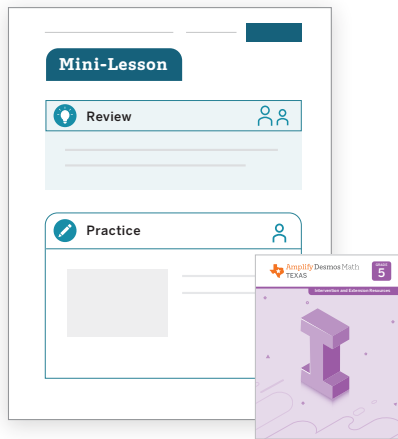 Mini-Lesson
Review
Practice
Amplify Desmos Math
TEXAS
GRADE
5
Intervention and Extension Resources